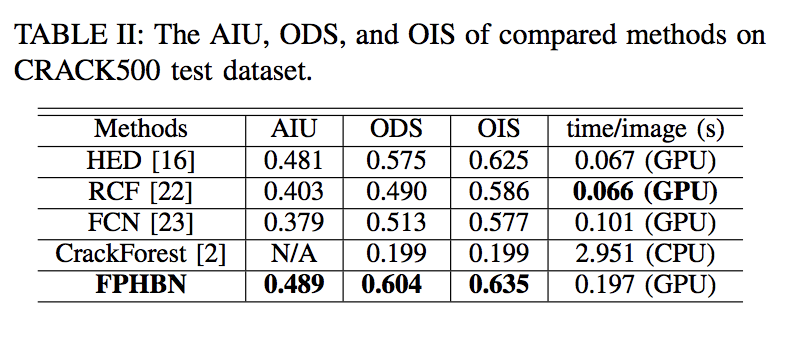 TABLE II: The AIU, ODS, and OIS of compared methods on
CRACK500 test dataset.
Methods AIU ODS OIS time/image (s)
HED [16] 0.481 0.575 0.625 0.067 (GPU)
RCF [22] 0.403 0.490 0.586 0.066 (GPU)
FCN [23] 0.379 0.513 0.577 0.101 (GPU)
CrackForest [2] N/A 0.199 0.199 2.951 (CPU)
FPHBN 0.489 0.604 0.635 0.197 (GPU)